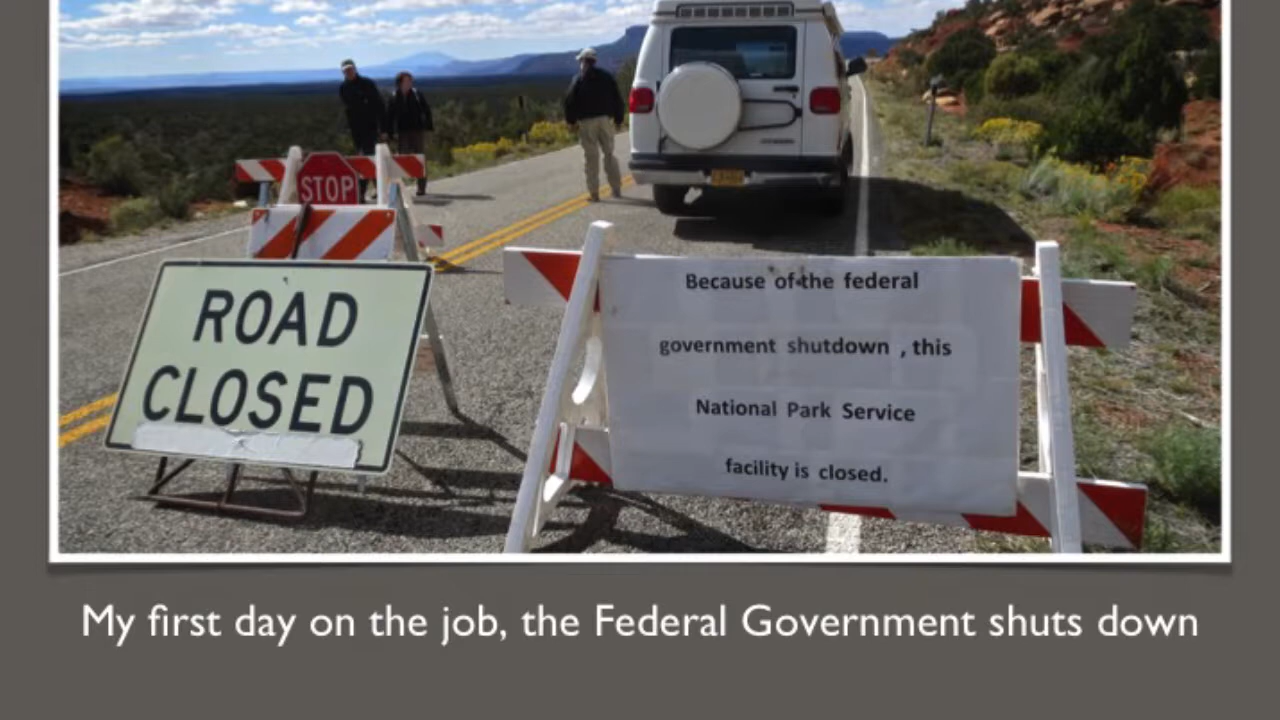 STOP
ROAD
CLOSED
Because of the federal
government shutdown , this
National Park Service
facility is closed.
My first day on the job, the Federal Government shuts down